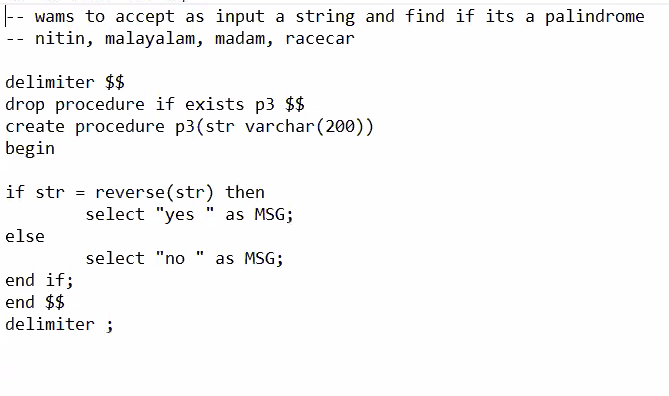 -- wams to accept as input a string and find if its a palindrome
-- nitin, malayalam, madam, racecar
delimiter $$
drop procedure if exists p3 $$
create procedure p3(str varchar(200))
begin
if str = reverse(str) then
select "yes " as MSG;
else
select "no " as MSG;
end if;
end $$
delimiter ;